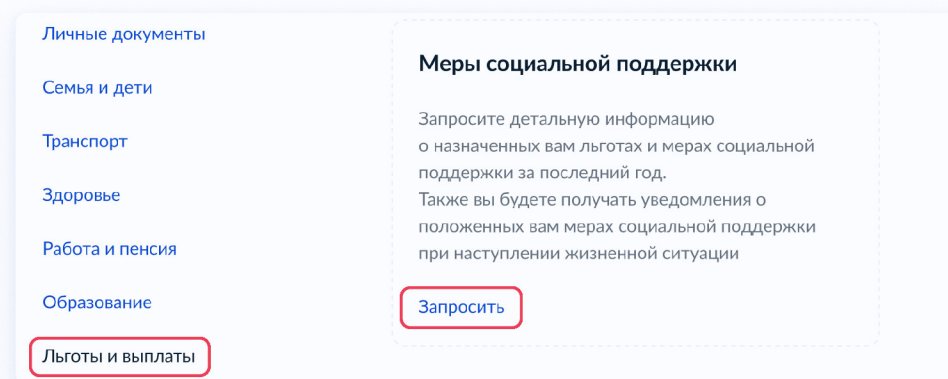 Личные документы
Семья и дети
Транспорт
Здоровье
Работа и пенсия
Образование
Льготы и выплаты
Меры социальной поддержки
Запросите детальную информацию
о назначенных вам льготах и мерах социальной
поддержки за последний год.
Также вы будете получать уведомления о
положенных вам мерах социальной поддержки
при наступлении жизненной ситуации
Запросить